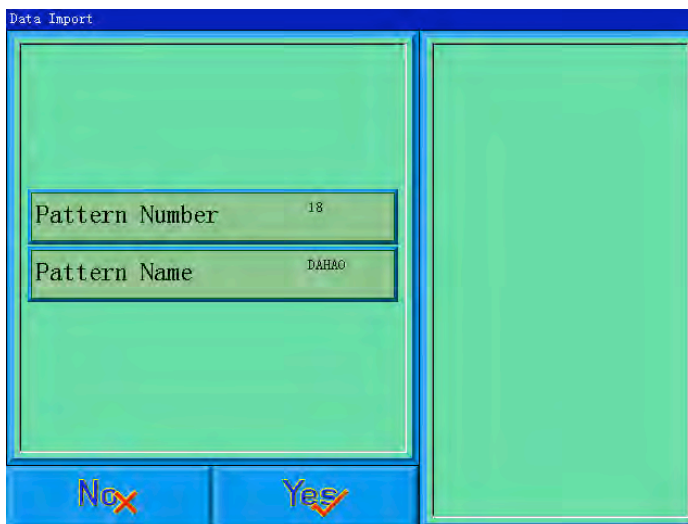 Data Import
Pattern Number 18
Pattern Name DAHAO
No Yes